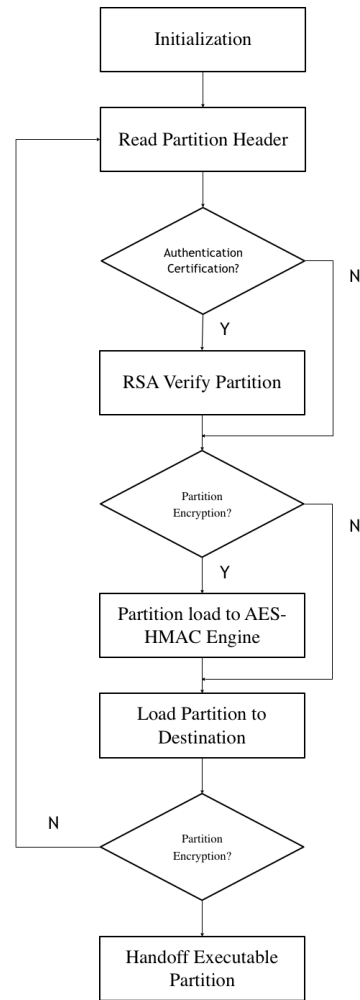 Initialization
Read Partition Header
Authentication
Certification?
N
Y
RSA Verify Partition
Partition
Encryption?
N
Y
Partition load to AES-
HMAC Engine
Load Partition to
Destination
N
Partition
Encryption?
Handoff Executable
Partition